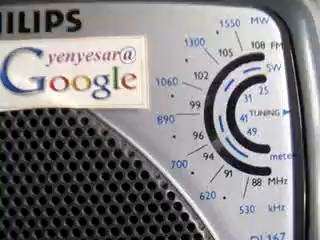 PHILIPS
yenyesar@
Google
1550 MW
1300 105 108 FM
SW
1060 102
25
31
99
TUNING
890 96 41
49
94
700 91 meter
88 MHz
620
530 kHz
DL167